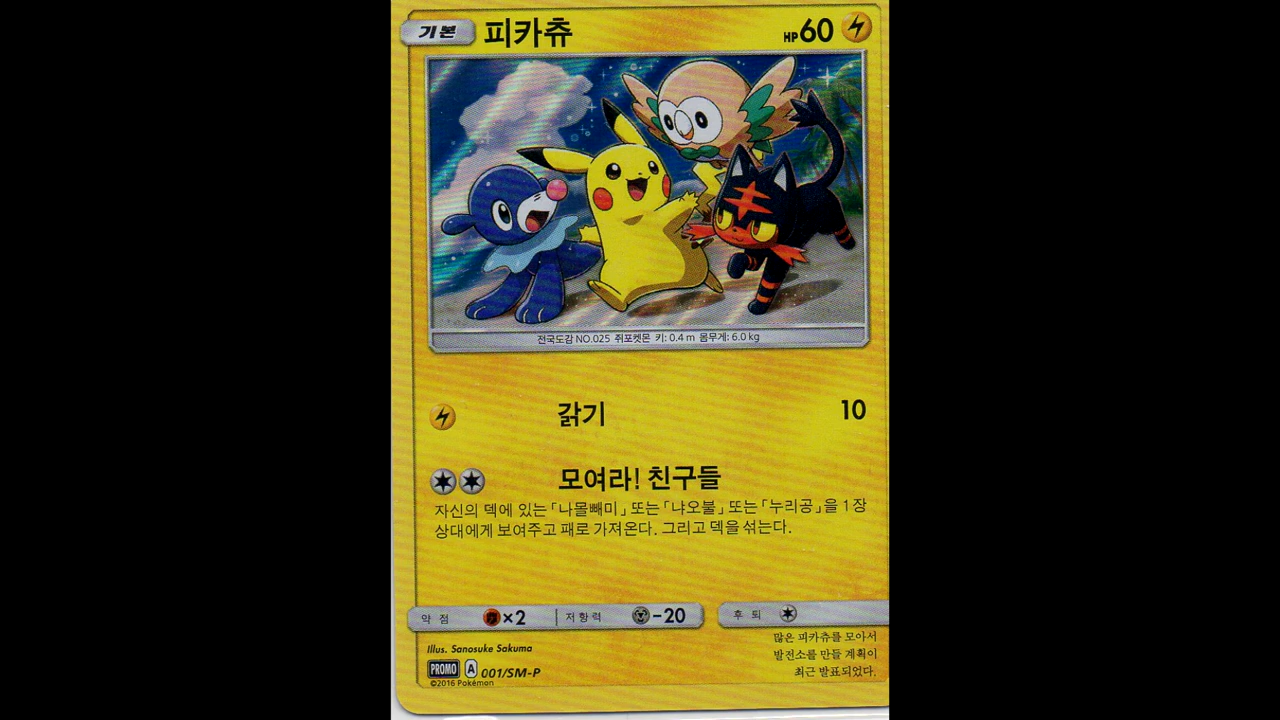 기본 피카츄 HP60
전국도감 NO.025 쥐포켓몬 키: 0.4 m 몸무게: 6.0 kg
갉기 10
모여라! 친구들
자신의 덱에 있는 「나몰빼미」 또는 「냐오불」 또는 「누리공」을 1장
상대에게 보여주고 패로 가져온다. 그리고 덱을 섞는다.
약점 ×2 저항력 -20 후퇴
많은 피카츄를 모아서
발전소를 만들 계획이
최근 발표되었다.
Illus. Sanosuke Sakuma
PROMO A 001/SM-P
©2016 Pokémon